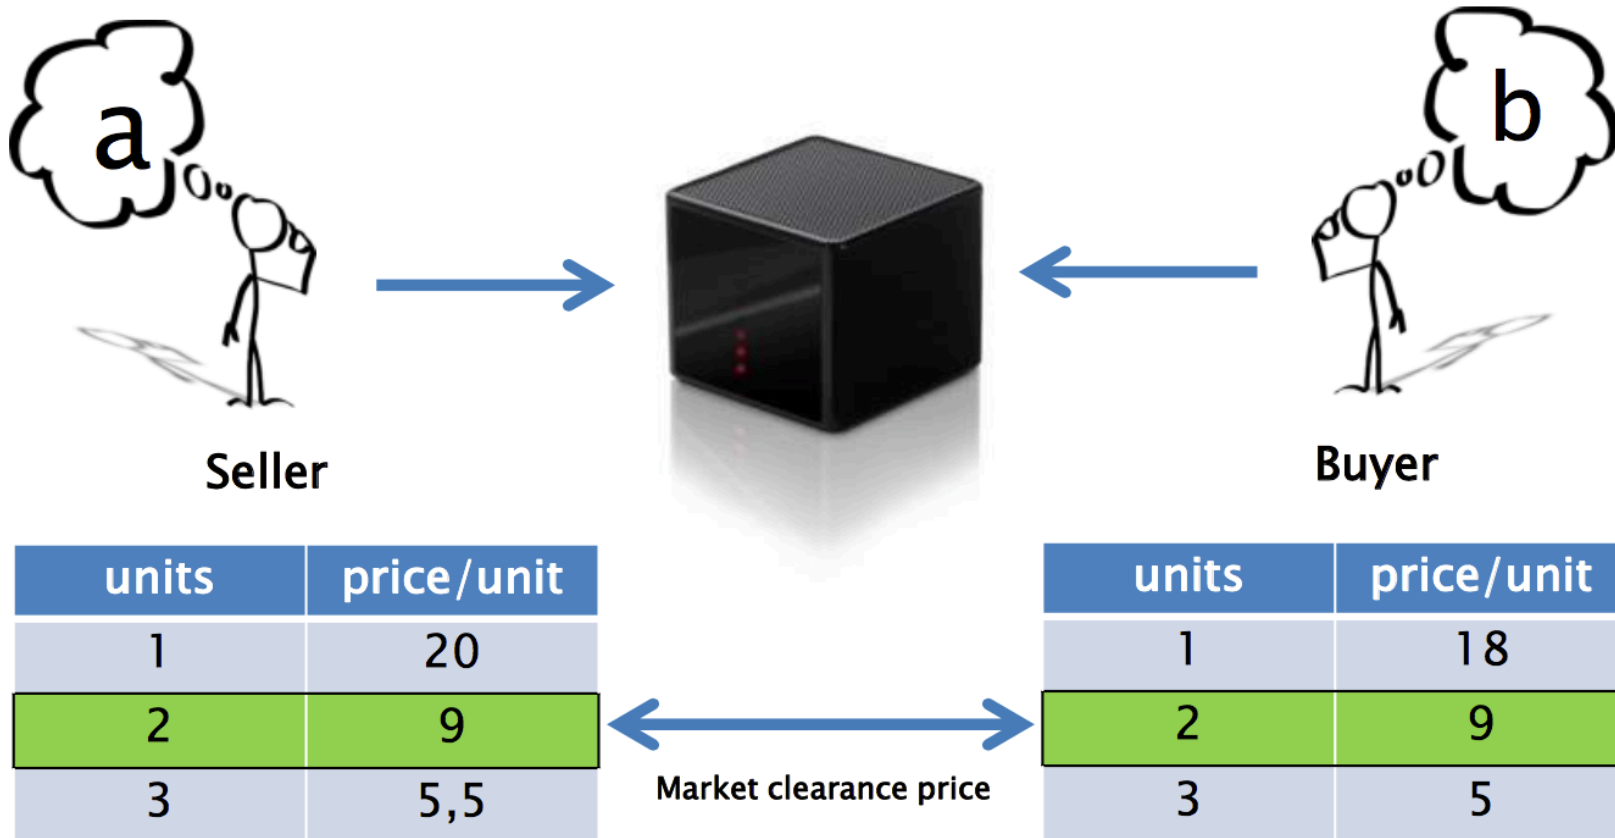 a
b
Seller
Buyer
units price/unit
1 20
2 9
3 5,5
Market clearance price
units price/unit
1 18
2 9
3 5